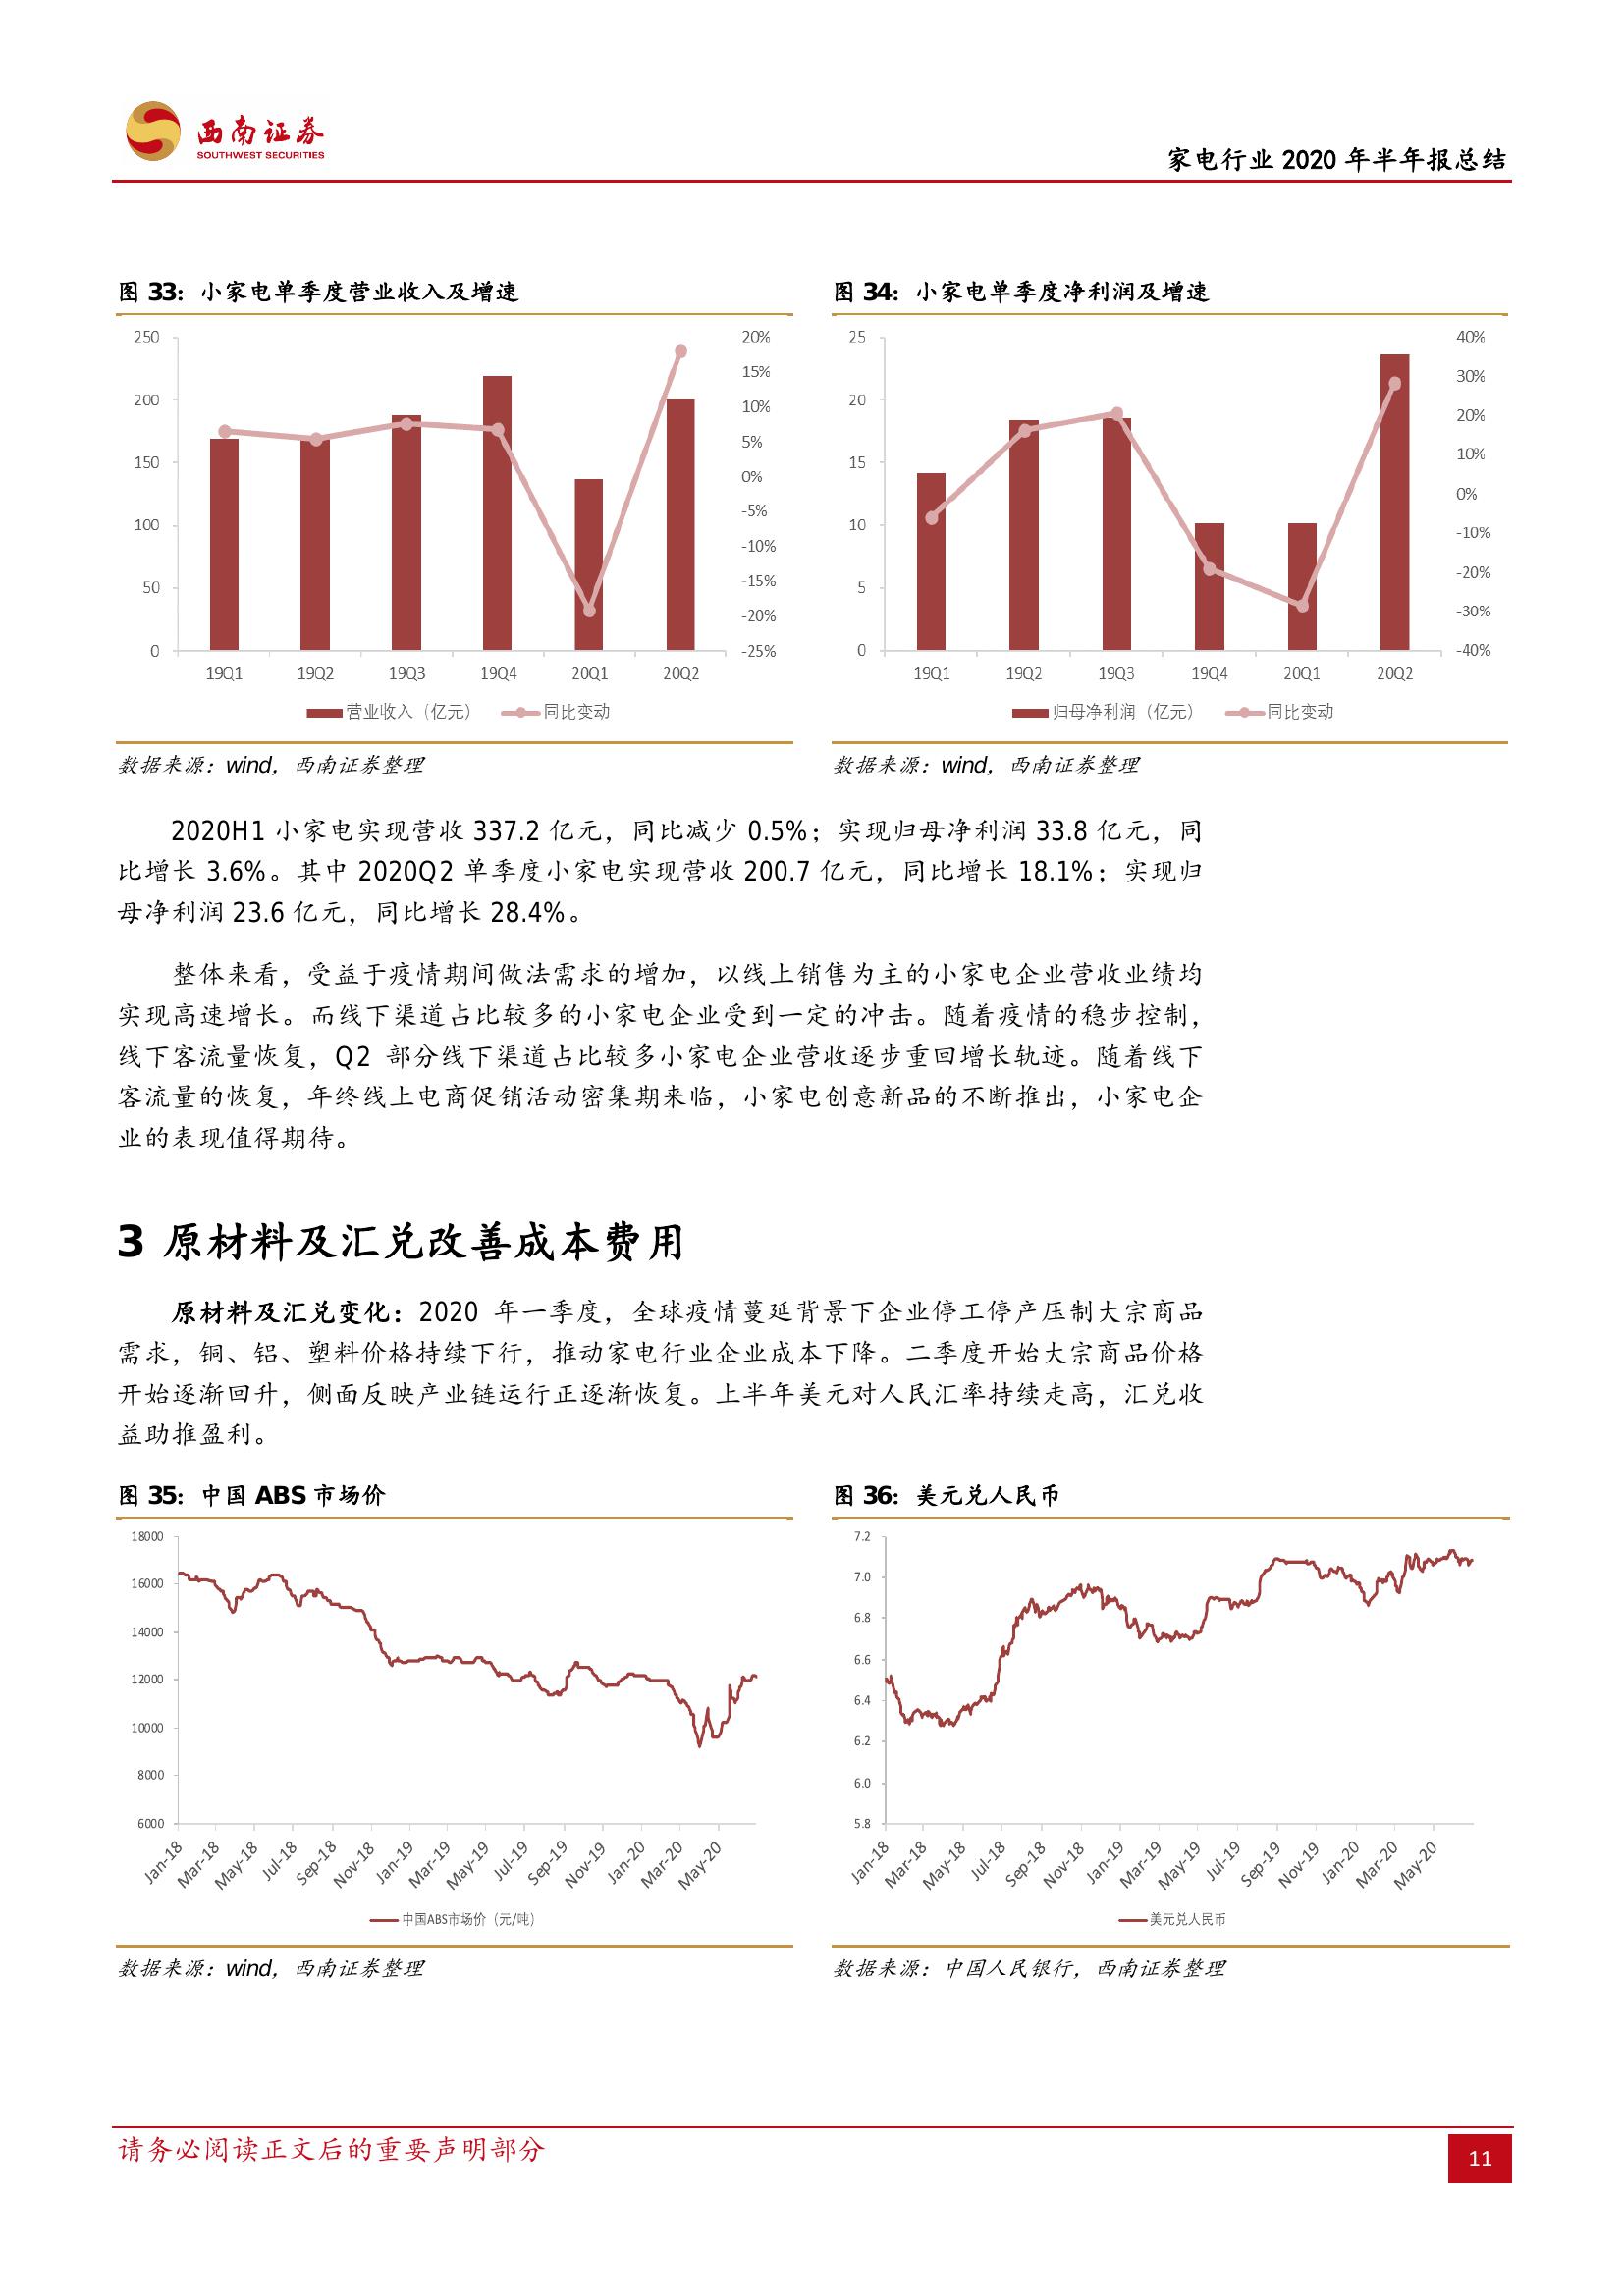 西南证券
SOUTHWEST SECURITIES
家电行业 2020 年半年报总结
图 33：小家电单季度营业收入及增速
250
200
150
100
50
0
20%
15%
10%
5%
0%
-5%
-10%
-15%
-20%
-25%
19Q1 19Q2 19Q3 19Q4 20Q1 20Q2
营业收入（亿元） 同比变动
数据来源：wind，西南证券整理
图 34：小家电单季度净利润及增速
25
20
15
10
5
0
40%
30%
20%
10%
0%
-10%
-20%
-30%
-40%
19Q1 19Q2 19Q3 19Q4 20Q1 20Q2
归母净利润（亿元） 同比变动
数据来源：wind，西南证券整理
2020H1 小家电实现营收 337.2 亿元，同比减少 0.5%；实现归母净利润 33.8 亿元，同
比增长 3.6%。其中 2020Q2 单季度小家电实现营收 200.7 亿元，同比增长 18.1%；实现归
母净利润 23.6 亿元，同比增长 28.4%。
整体来看，受益于疫情期间做法需求的增加，以线上销售为主的小家电企业营收业绩均
实现高速增长。而线下渠道占比较多的小家电企业受到一定的冲击。随着疫情的稳步控制，
线下客流量恢复，Q2 部分线下渠道占比较多小家电企业营收逐步重回增长轨迹。随着线下
客流量的恢复，年终线上电商促销活动密集期来临，小家电创意新品的不断推出，小家电企
业的表现值得期待。
3 原材料及汇兑改善成本费用
原材料及汇兑变化：2020 年一季度，全球疫情蔓延背景下企业停工停产压制大宗商品
需求，铜、铝、塑料价格持续下行，推动家电行业企业成本下降。二季度开始大宗商品价格
开始逐渐回升，侧面反映产业链运行正逐渐恢复。上半年美元对人民汇率持续走高，汇兑收
益助推盈利。
图 35：中国 ABS 市场价
18000
16000
14000
12000
10000
8000
6000
Jan-18 Mar-18 May-18 Jul-18 Sep-18 Nov-18 Jan-19 Mar-19 May-19 Jul-19 Sep-19 Nov-19 Jan-20 Mar-20 May-20
中国ABS市场价（元/吨）
数据来源：wind，西南证券整理
图 36：美元兑人民币
7.2
7.0
6.8
6.6
6.4
6.2
6.0
5.8
Jan-18 Mar-18 May-18 Jul-18 Sep-18 Nov-18 Jan-19 Mar-19 May-19 Jul-19 Sep-19 Nov-19 Jan-20 Mar-20 May-20
美元兑人民币
数据来源：中国人民银行，西南证券整理
请务必阅读正文后的重要声明部分
11